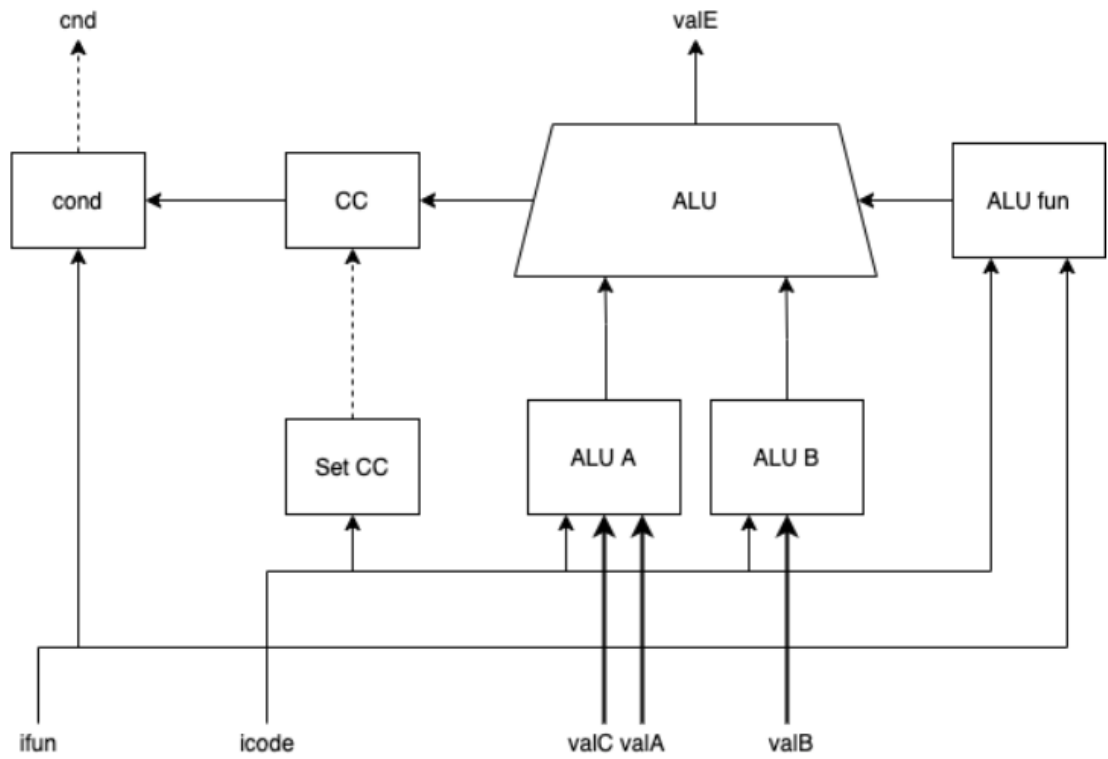 cnd
valE
cond
CC
ALU
ALU fun
Set CC
ALU A
ALU B
ifun
icode
valC valA
valB